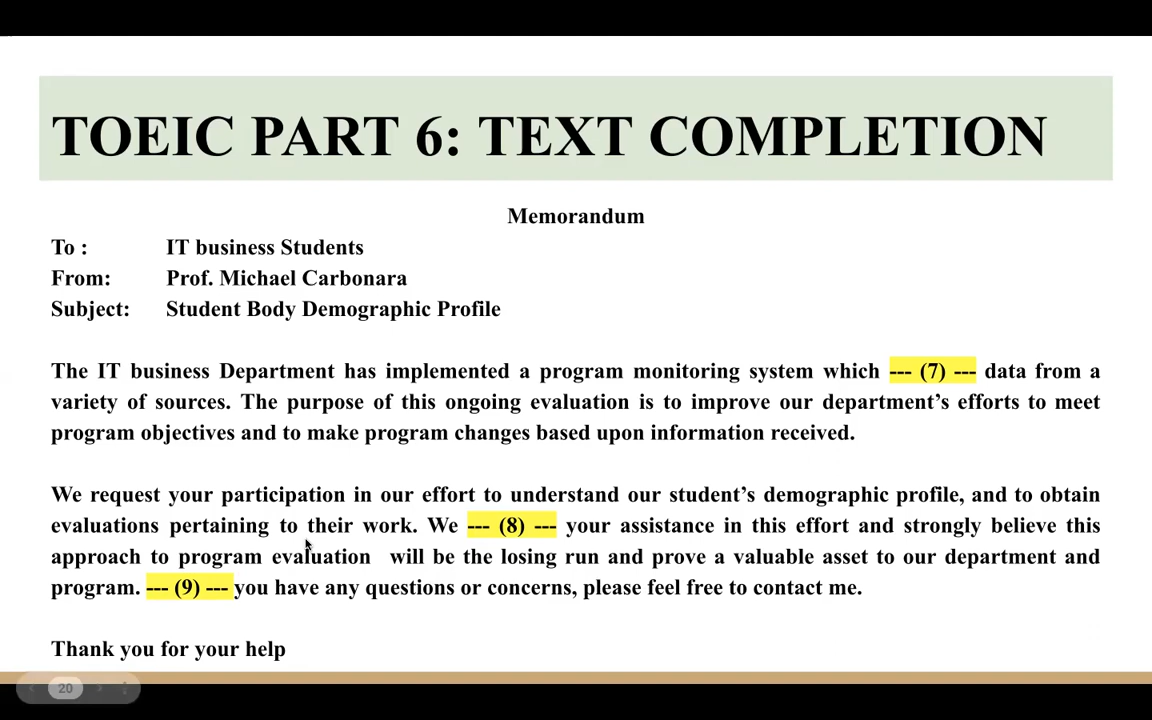 TOEIC PART 6: TEXT COMPLETION
Memorandum
To : IT business Students
From: Prof. Michael Carbonara
Subject: Student Body Demographic Profile
The IT business Department has implemented a program monitoring system which --- (7) --- data from a
variety of sources. The purpose of this ongoing evaluation is to improve our department’s efforts to meet
program objectives and to make program changes based upon information received.
We request your participation in our effort to understand our student’s demographic profile, and to obtain
evaluations pertaining to their work. We --- (8) --- your assistance in this effort and strongly believe this
approach to program evaluation will be the losing run and prove a valuable asset to our department and
program. --- (9) --- you have any questions or concerns, please feel free to contact me.
Thank you for your help
20